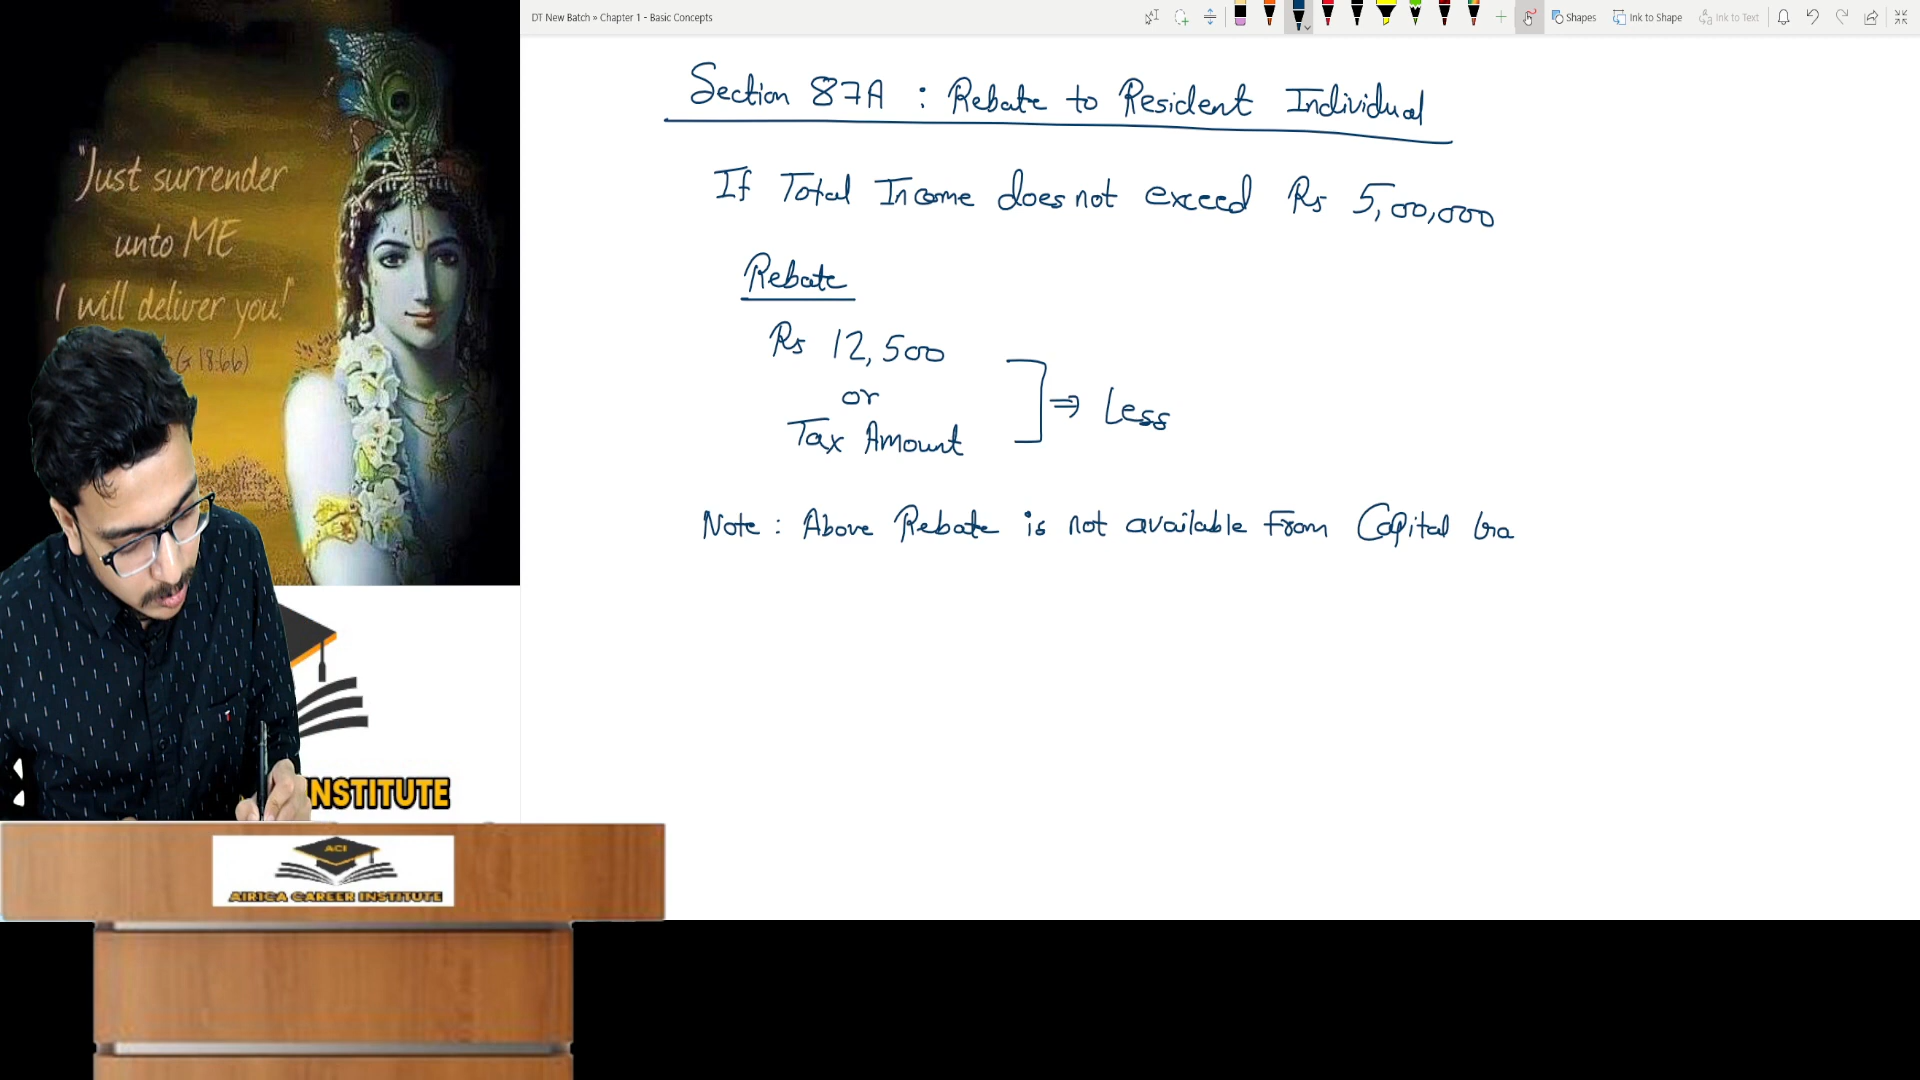 DT New Batch » Chapter 1 - Basic Concepts
Shapes
Ink to Shape
Ink to Text
"Just surrender
unto ME
I will deliver you!"
G 18:66)
Section 87A : Rebate to Resident Individual
If Total Income does not exceed Rs 5,00,000
Rebate
Rs 12,500
or
Tax Amount
⇒ Less
Note : Above Rebate is not available from Capital Ga
NSTITUTE
ACI
AIRICA CAREER INSTITUTE